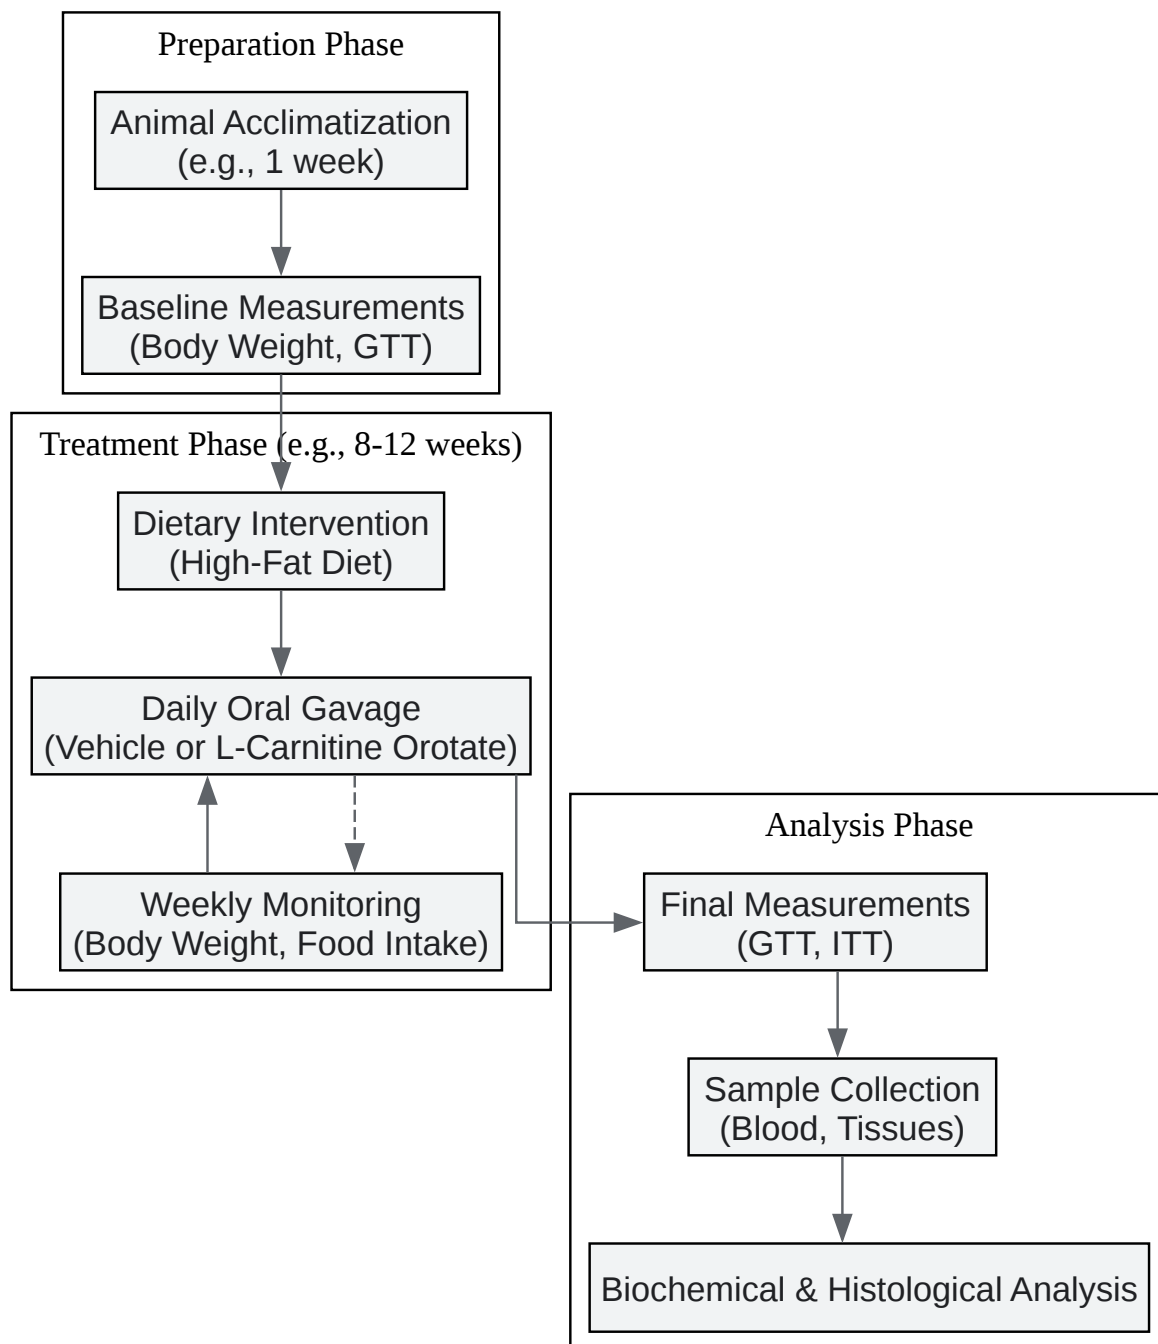 Preparation Phase
Animal Acclimatization
(e.g., 1 week)
Baseline Measurements
(Body Weight, GTT)
Treatment Phase (e.g., 8-12 weeks)
Dietary Intervention
(High-Fat Diet)
Daily Oral Gavage
(Vehicle or L-Carnitine Orotate)
Weekly Monitoring
(Body Weight, Food Intake)
Analysis Phase
Final Measurements
(GTT, ITT)
Sample Collection
(Blood, Tissues)
Biochemical & Histological Analysis